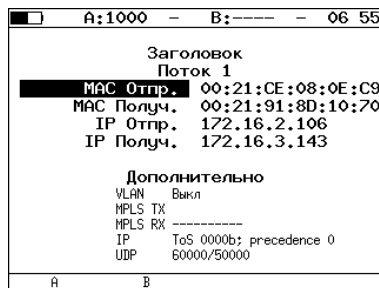 A:1000 – B:---- – 06 55
Заголовок
Поток 1
MAC Отпр. 00:21:CE:08:0E:C9
MAC Получ. 00:21:91:8D:10:70
IP Отпр. 172.16.2.106
IP Получ. 172.16.3.143
Дополнительно
VLAN Выкл
MPLS TX
MPLS RX ----------
IP ToS 0000b; precedence 0
UDP 60000/50000
A B